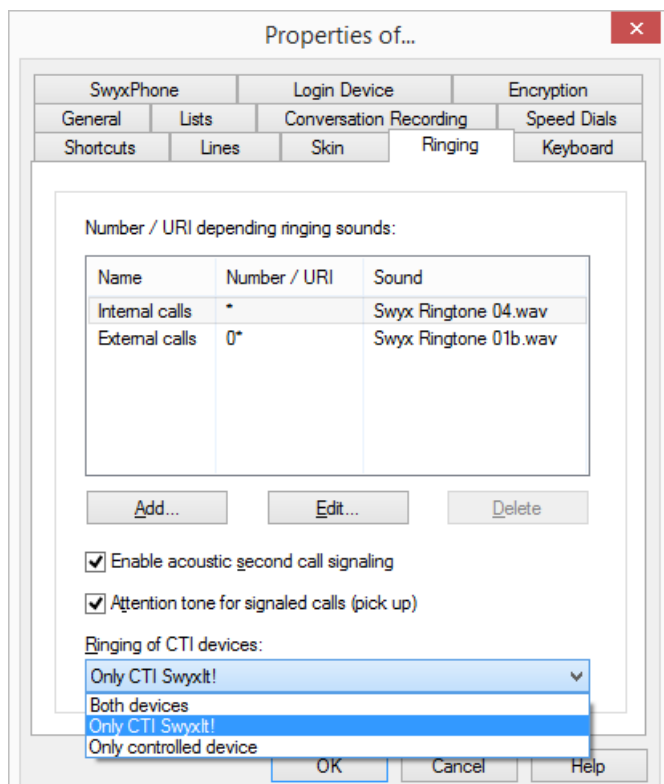 Properties of...
SwyxPhone Login Device Encryption
General Lists Conversation Recording Speed Dials
Shortcuts Lines Skin Ringing Keyboard
Number / URI depending ringing sounds:
Name Number / URI Sound
Internal calls * Swyx Ringtone 04.wav
External calls 0* Swyx Ringtone 01b.wav
Add... Edit... Delete
Enable acoustic second call signaling
Attention tone for signaled calls (pick up)
Ringing of CTI devices:
Only CTI SwyxIt!
Both devices
Only CTI SwyxIt!
Only controlled device
OK Cancel Help